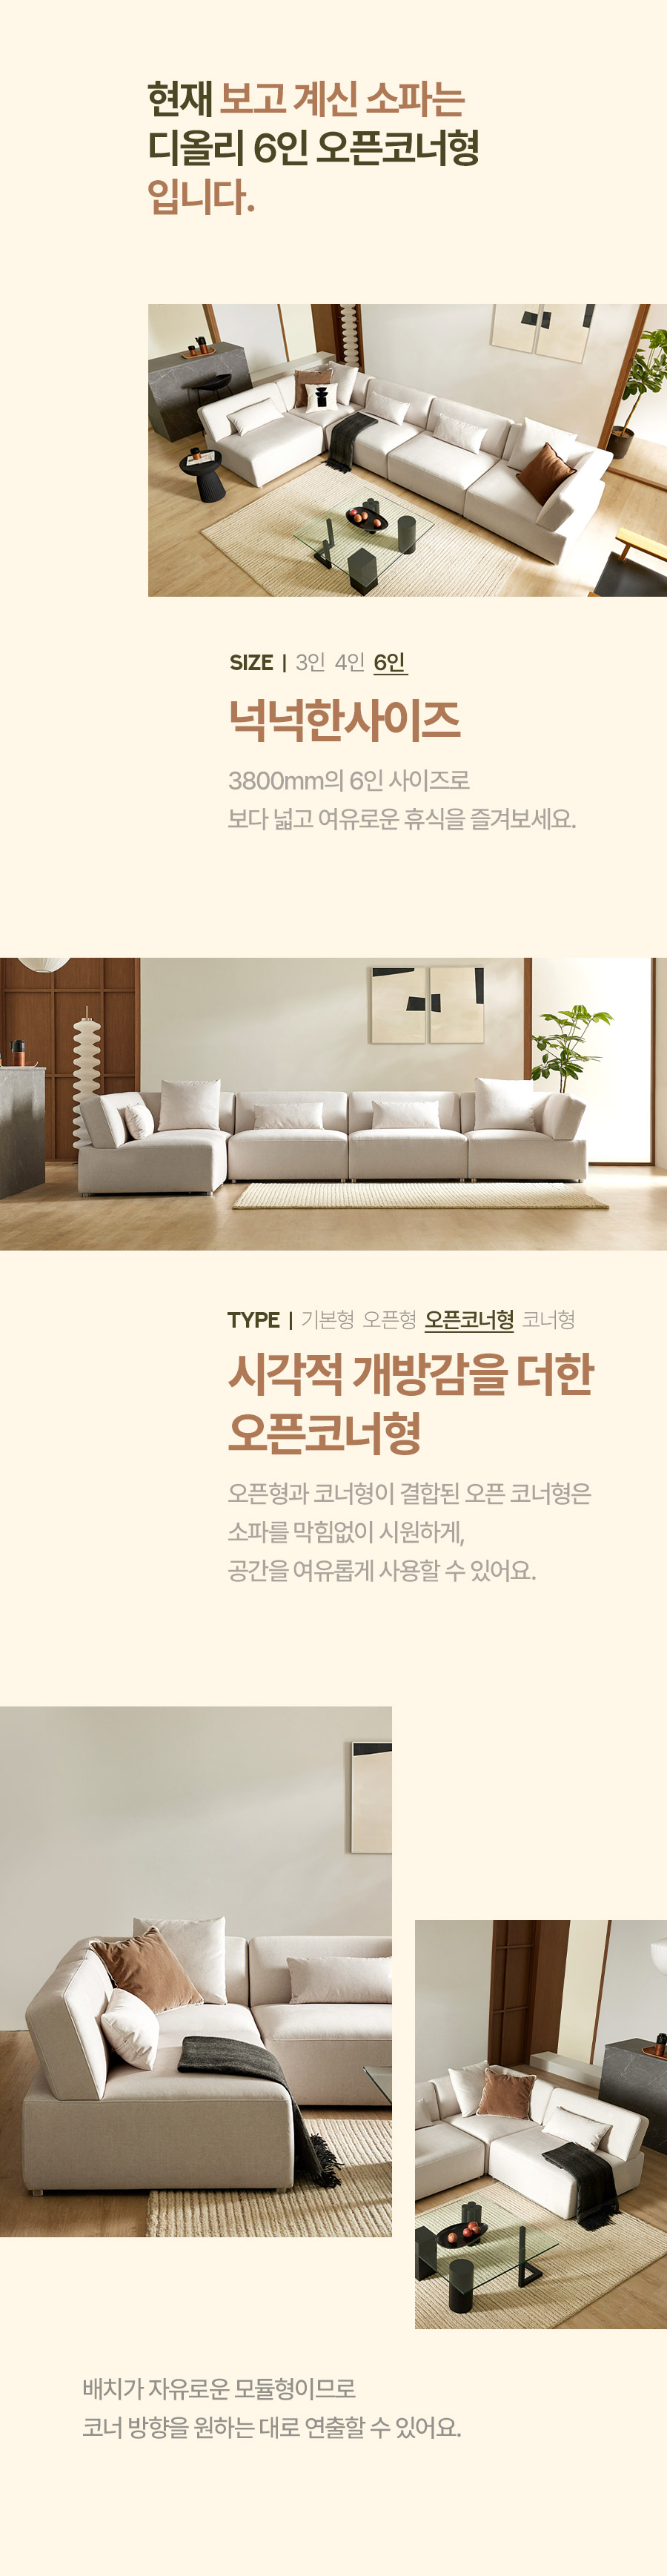 현재 보고 계신 소파는
디올리 6인 오픈코너형
입니다.
SIZE | 3인 4인 6인
넉넉한사이즈
3800mm의 6인 사이즈로
보다 넓고 여유로운 휴식을 즐겨보세요.
TYPE | 기본형 오픈형 오픈코너형 코너형
시각적 개방감을 더한
오픈코너형
오픈형과 코너형이 결합된 오픈 코너형은
소파를 막힘없이 시원하게,
공간을 여유롭게 사용할 수 있어요.
배치가 자유로운 모듈형이므로
코너 방향을 원하는 대로 연출할 수 있어요.